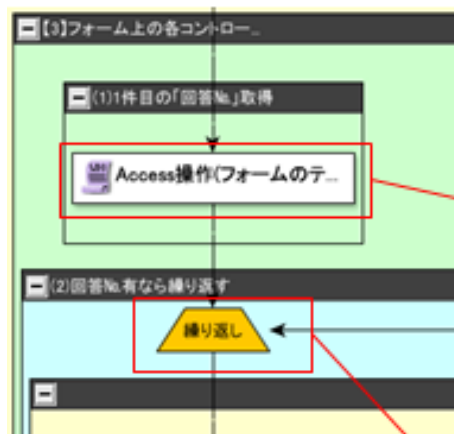 【3】フォーム上の各コントロー...
(1)1件目の「回答No.」取得
Access操作(フォームのテ...
(2)回答No.有なら繰り返す
繰り返し